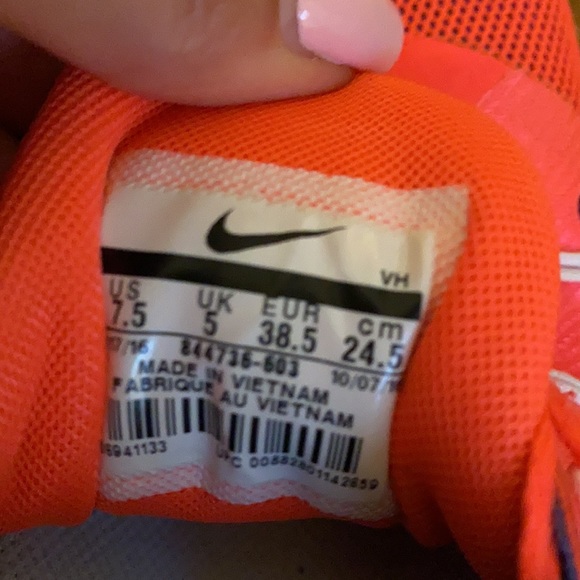 VH
US UK EUR cm
7.5 5 38.5 24.5
844736-603
MADE IN VIETNAM
FABRIQUE AU VIETNAM
UPC